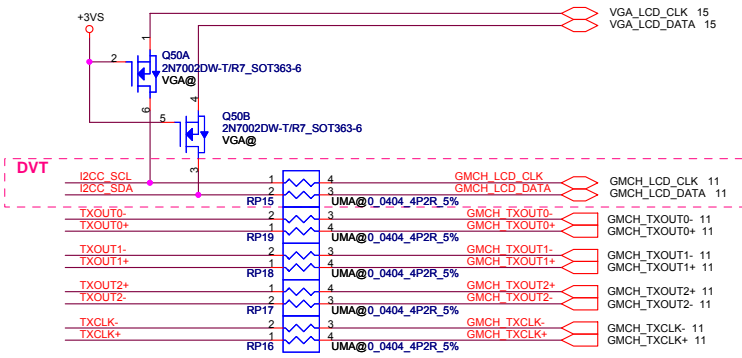 +3VS
VGA_LCD_CLK 15
VGA_LCD_DATA 15
1
2
Q50A
2N7002DW-T/R7_SOT363-6
VGA@
6
4
5
Q50B
2N7002DW-T/R7_SOT363-6
VGA@
3
DVT
I2CC_SCL 1 4 GMCH_LCD_CLK GMCH_LCD_CLK 11
I2CC_SDA 2 3 GMCH_LCD_DATA GMCH_LCD_DATA 11
RP15 UMA@0_0404_4P2R_5%
TXOUT0- 2 3 GMCH_TXOUT0- GMCH_TXOUT0- 11
TXOUT0+ 1 4 GMCH_TXOUT0+ GMCH_TXOUT0+ 11
RP19 UMA@0_0404_4P2R_5%
TXOUT1- 2 3 GMCH_TXOUT1- GMCH_TXOUT1- 11
TXOUT1+ 1 4 GMCH_TXOUT1+ GMCH_TXOUT1+ 11
RP18 UMA@0_0404_4P2R_5%
TXOUT2+ 1 4 GMCH_TXOUT2+ GMCH_TXOUT2+ 11
TXOUT2- 2 3 GMCH_TXOUT2- GMCH_TXOUT2- 11
RP17 UMA@0_0404_4P2R_5%
TXCLK- 2 3 GMCH_TXCLK- GMCH_TXCLK- 11
TXCLK+ 1 4 GMCH_TXCLK+ GMCH_TXCLK+ 11
RP16 UMA@0_0404_4P2R_5%